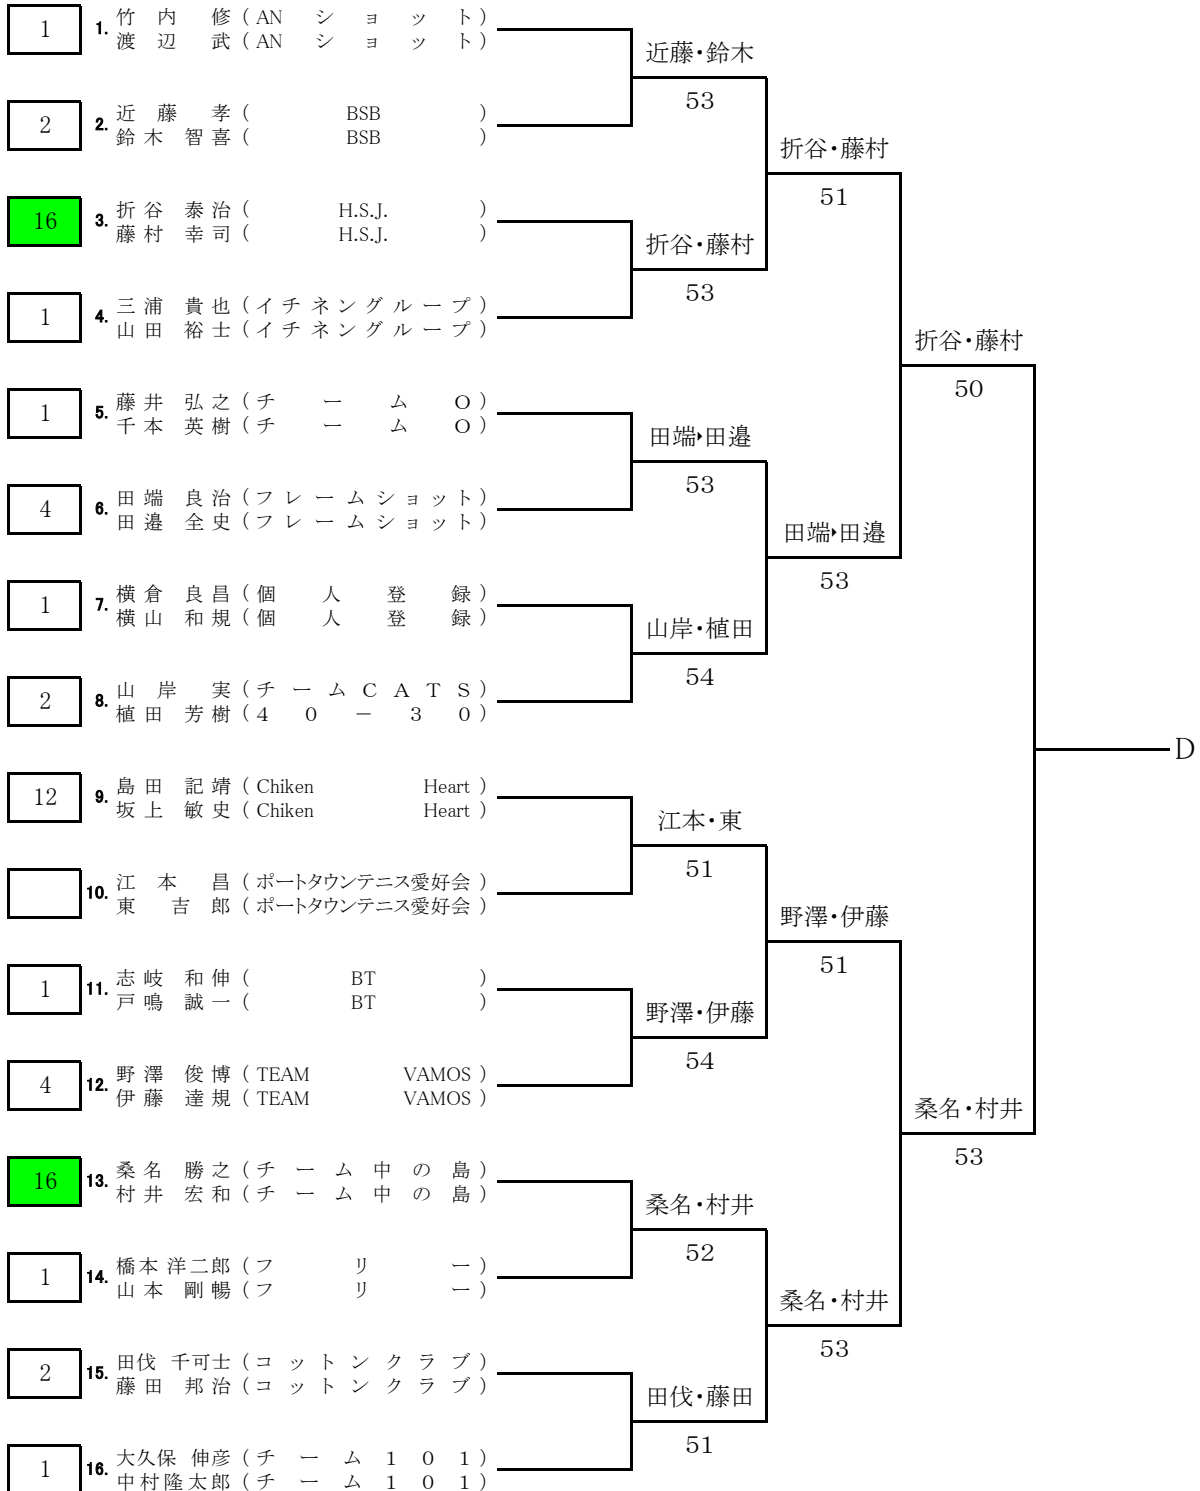 1
1. 竹内 修 (AN ショット)
渡辺 武 (AN ショット)
近藤・鈴木
53
2
2. 近藤 孝 (BSB)
鈴木 智喜 (BSB)
折谷・藤村
51
16
3. 折谷 泰治 (H.S.J.)
藤村 幸司 (H.S.J.)
折谷・藤村
53
1
4. 三浦 貴也 (イチネングループ)
山田 裕士 (イチネングループ)
折谷・藤村
50
1
5. 藤井 弘之 (チームO)
千本 英樹 (チームO)
田端・田邉
53
4
6. 田端 良治 (フレームショット)
田邉 全史 (フレームショット)
田端・田邉
53
1
7. 横倉 良昌 (個人登録)
横山 和規 (個人登録)
山岸・植田
54
2
8. 山岸 実 (チームCATS)
植田 芳樹 (40－30)
D
12
9. 島田 記靖 (Chiken Heart)
坂上 敏史 (Chiken Heart)
江本・東
51
10. 江本 昌 (ポートタウンテニス愛好会)
東 吉郎 (ポートタウンテニス愛好会)
野澤・伊藤
51
1
11. 志岐 和伸 (BT)
戸鳴 誠一 (BT)
野澤・伊藤
54
4
12. 野澤 俊博 (TEAM VAMOS)
伊藤 達規 (TEAM VAMOS)
桑名・村井
53
16
13. 桑名 勝之 (チーム中の島)
村井 宏和 (チーム中の島)
桑名・村井
52
1
14. 橋本 洋二郎 (フリー)
山本 剛暢 (フリー)
桑名・村井
53
2
15. 田伐 千可士 (コットンクラブ)
藤田 邦治 (コットンクラブ)
田伐・藤田
51
1
16. 大久保 伸彦 (チーム101)
中村隆太郎 (チーム101)